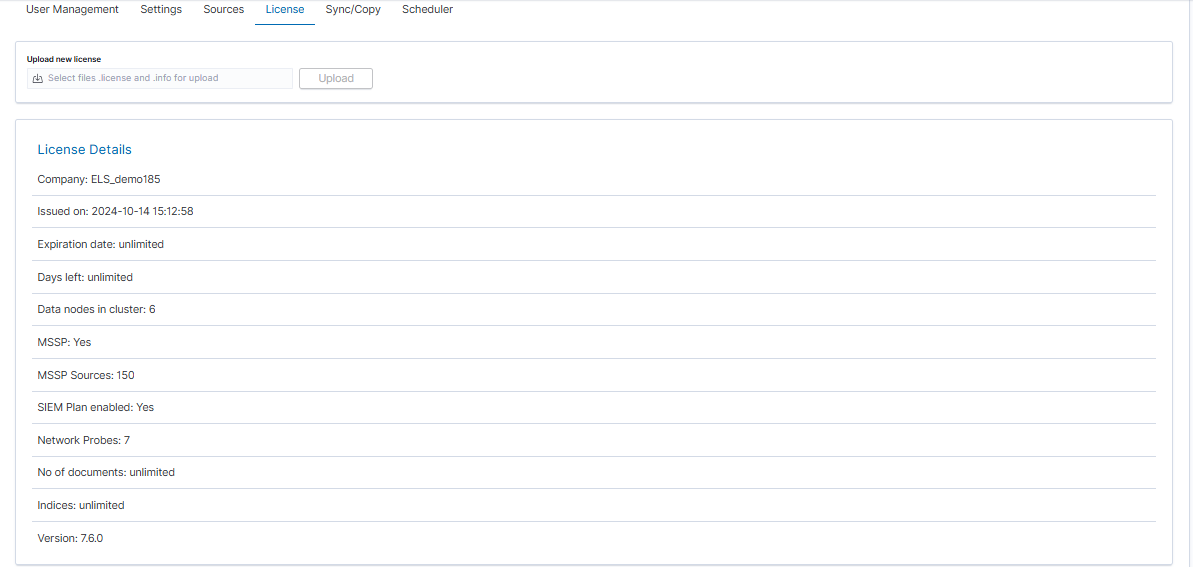 User Management Settings Sources License Sync/Copy Scheduler
Upload new license
Select files .license and .info for upload Upload
License Details
Company: ELS_demo185
Issued on: 2024-10-14 15:12:58
Expiration date: unlimited
Days left: unlimited
Data nodes in cluster: 6
MSSP: Yes
MSSP Sources: 150
SIEM Plan enabled: Yes
Network Probes: 7
No of documents: unlimited
Indices: unlimited
Version: 7.6.0